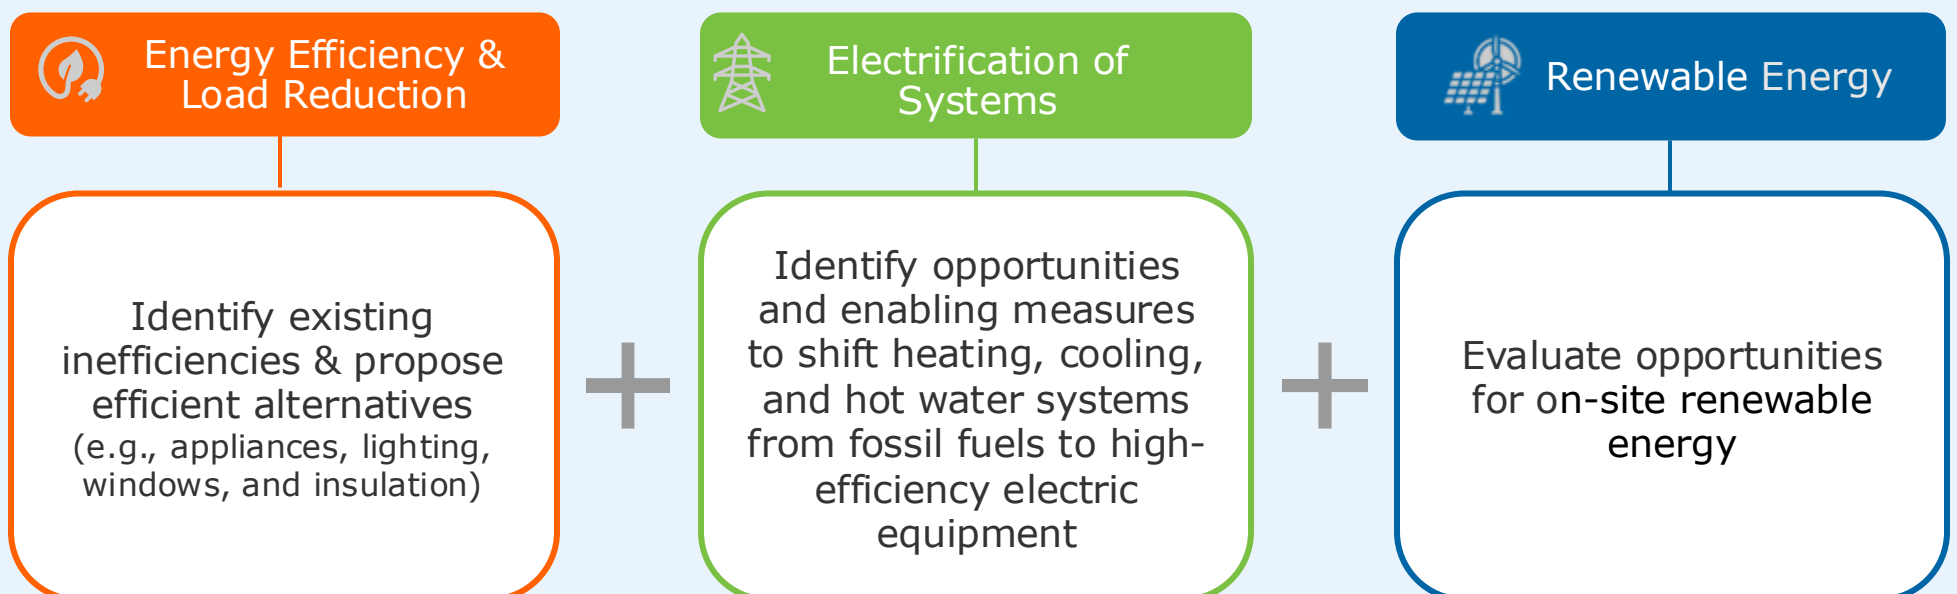 Energy Efficiency &
Load Reduction
Identify existing
inefficiencies & propose
efficient alternatives
(e.g., appliances, lighting,
windows, and insulation)
Electrification of
Systems
Identify opportunities
and enabling measures
to shift heating, cooling,
and hot water systems
from fossil fuels to high-
efficiency electric
equipment
Renewable Energy
Evaluate opportunities
for on-site renewable
energy